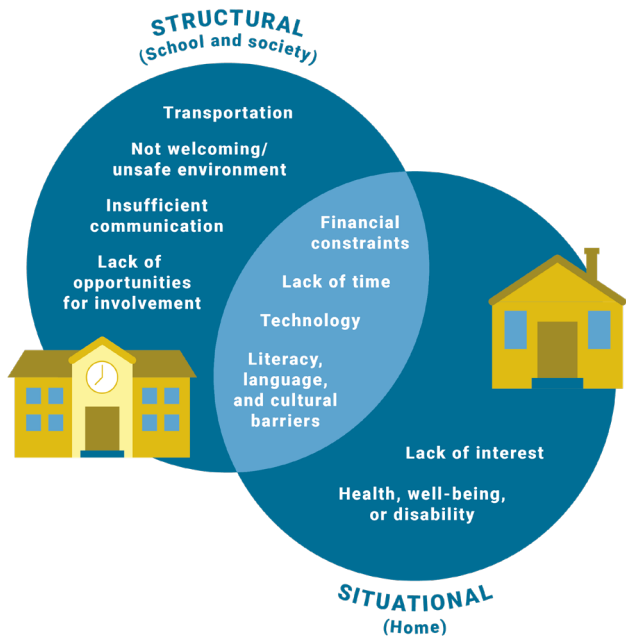 STRUCTURAL
(School and society)
Transportation
Not welcoming/
unsafe environment
Insufficient
communication
Lack of
opportunities
for involvement
Financial
constraints
Lack of time
Technology
Literacy,
language,
and cultural
barriers
Lack of interest
Health, well-being,
or disability
SITUATIONAL
(Home)